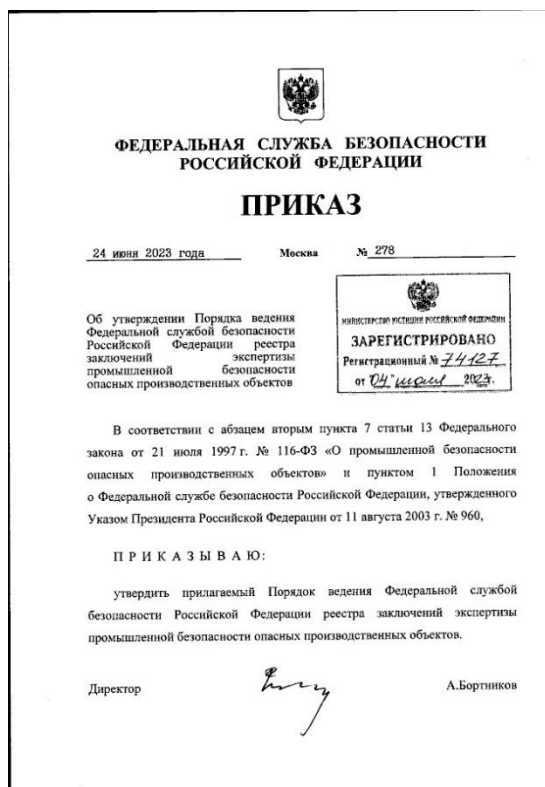 ФЕДЕРАЛЬНАЯ СЛУЖБА БЕЗОПАСНОСТИ
РОССИЙСКОЙ ФЕДЕРАЦИИ
ПРИКАЗ
24 июня 2023 года Москва № 278
МИНИСТЕРСТВО ЮСТИЦИИ РОССИЙСКОЙ ФЕДЕРАЦИИ
ЗАРЕГИСТРИРОВАНО
Регистрационный № 74127
от "04" июля 2023г.
Об утверждении Порядка ведения
Федеральной службой безопасности
Российской Федерации реестра
заключений экспертизы
промышленной безопасности
опасных производственных объектов
В соответствии с абзацем вторым пункта 7 статьи 13 Федерального
закона от 21 июля 1997 г. № 116-ФЗ «О промышленной безопасности
опасных производственных объектов» и пунктом 1 Положения
о Федеральной службе безопасности Российской Федерации, утвержденного
Указом Президента Российской Федерации от 11 августа 2003 г. № 960,
П Р И К А З Ы В А Ю:
утвердить прилагаемый Порядок ведения Федеральной службой
безопасности Российской Федерации реестра заключений экспертизы
промышленной безопасности опасных производственных объектов.
Директор А.Бортников